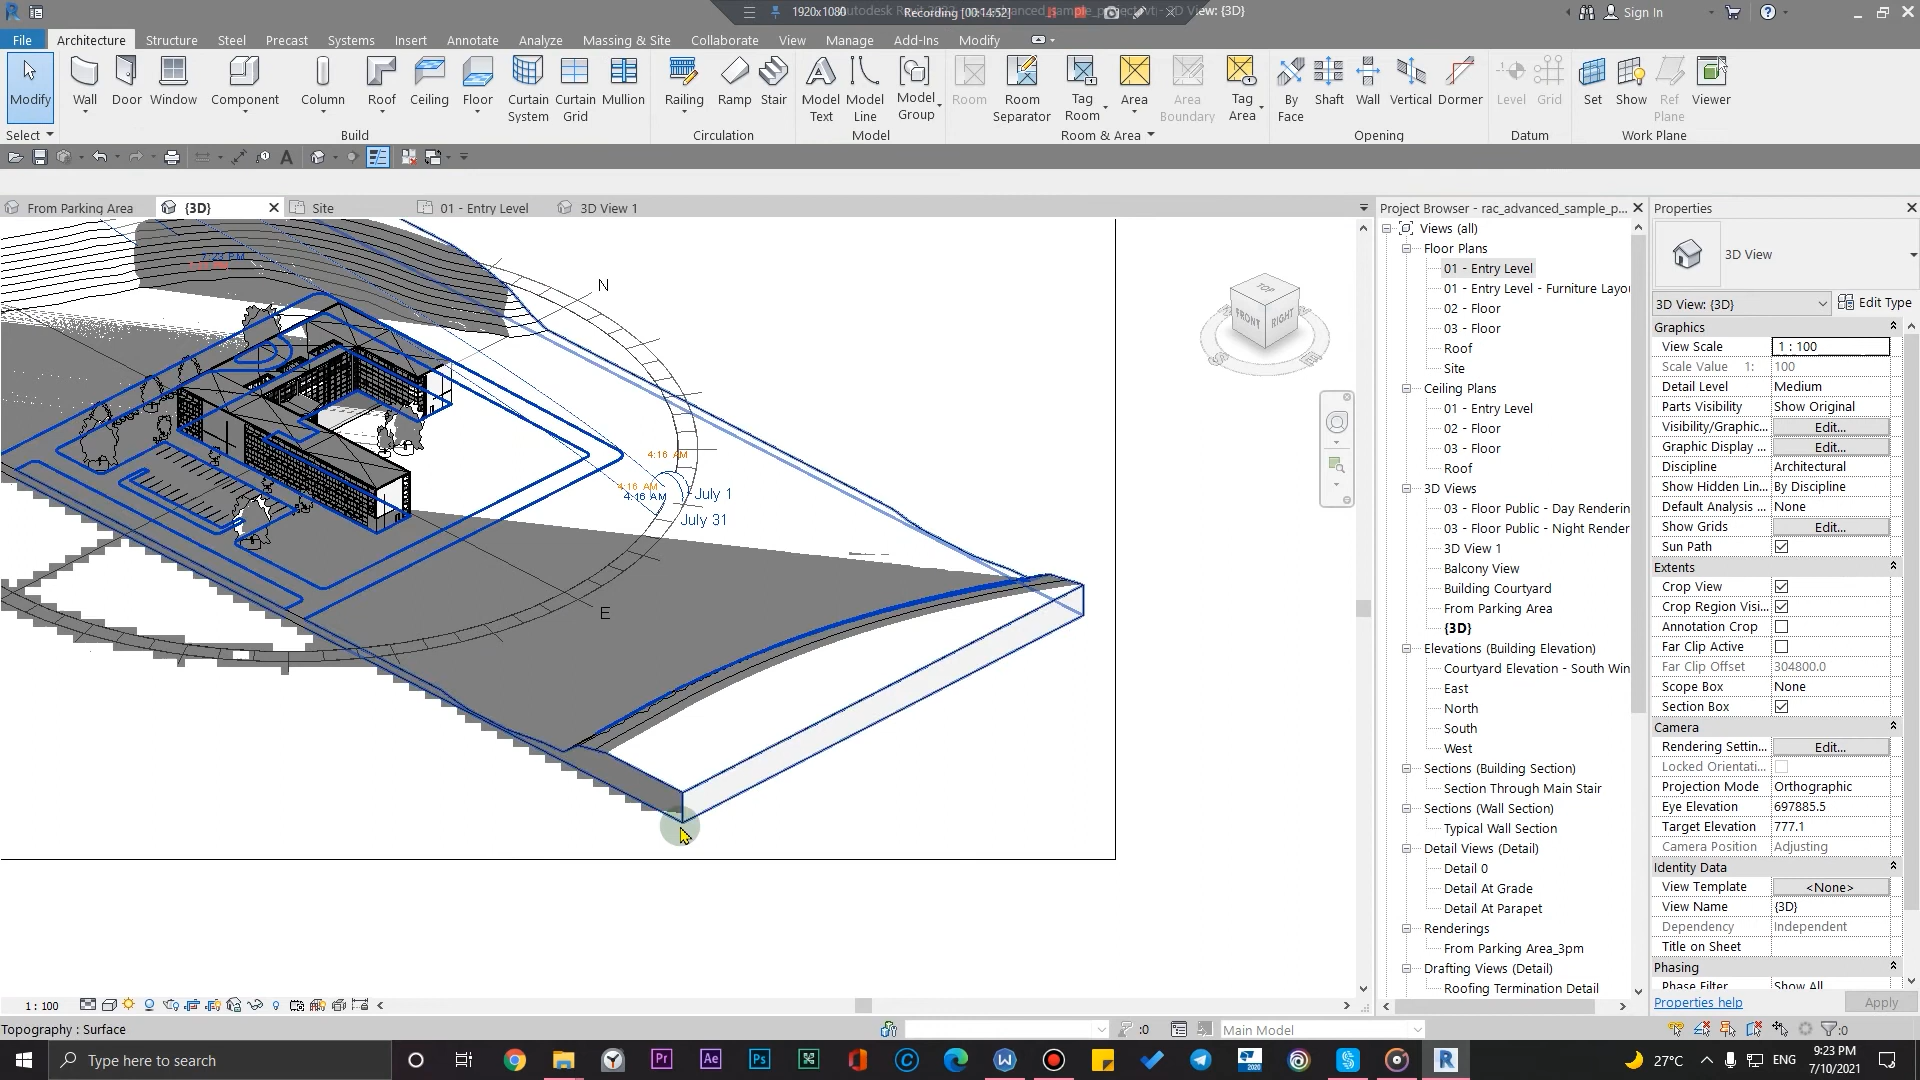 1920x1080
Recording [00:14:52]
ew: {3D}
Sign In
File
Architecture
Structure
Steel
Precast
Systems
Insert
Annotate
Analyze
Massing & Site
Collaborate
View
Manage
Add-Ins
Modify
Modify
Wall
Door
Window
Component
Column
Roof
Ceiling
Floor
Curtain
System
Curtain
Grid
Mullion
Railing
Ramp
Stair
Model
Text
Model
Line
Model
Group
Room
Room
Separator
Tag
Room
Area
Area
Boundary
Tag
Area
By
Face
Shaft
Wall
Vertical
Dormer
Level
Grid
Set
Show
Ref
Plane
Viewer
Select
Build
Circulation
Model
Room & Area
Opening
Datum
Work Plane
From Parking Area
{3D}
Site
01 - Entry Level
3D View 1
7:23 PM
N
4:16 AM
4:16 AM
4:16 AM
July 1
July 31
E
TOP
FRONT
RIGHT
Project Browser - rac_advanced_sample_p...
Views (all)
Floor Plans
01 - Entry Level
01 - Entry Level - Furniture Layou
02 - Floor
03 - Floor
Roof
Site
Ceiling Plans
01 - Entry Level
02 - Floor
03 - Floor
Roof
3D Views
03 - Floor Public - Day Renderin
03 - Floor Public - Night Render
3D View 1
Balcony View
Building Courtyard
From Parking Area
{3D}
Elevations (Building Elevation)
Courtyard Elevation - South Win
East
North
South
West
Sections (Building Section)
Section Through Main Stair
Sections (Wall Section)
Typical Wall Section
Detail Views (Detail)
Detail 0
Detail At Grade
Detail At Parapet
Renderings
From Parking Area_3pm
Drafting Views (Detail)
Roofing Termination Detail
Properties
3D View
3D View: {3D}
Edit Type
Graphics
View Scale
1 : 100
Scale Value 1:
100
Detail Level
Medium
Parts Visibility
Show Original
Visibility/Graphic...
Edit...
Graphic Display ...
Edit...
Discipline
Architectural
Show Hidden Lin...
By Discipline
Default Analysis ...
None
Show Grids
Edit...
Sun Path
Extents
Crop View
Crop Region Visi...
Annotation Crop
Far Clip Active
Far Clip Offset
304800.0
Scope Box
None
Section Box
Camera
Rendering Settin...
Edit...
Locked Orientati...
Projection Mode
Orthographic
Eye Elevation
697885.5
Target Elevation
777.1
Camera Position
Adjusting
Identity Data
View Template
<None>
View Name
{3D}
Dependency
Independent
Title on Sheet
Phasing
Phase Filter
Show All
Properties help
Apply
1 : 100
Topography : Surface
:0
Main Model
:0
Type here to search
27°C
ENG
9:23 PM
7/10/2021